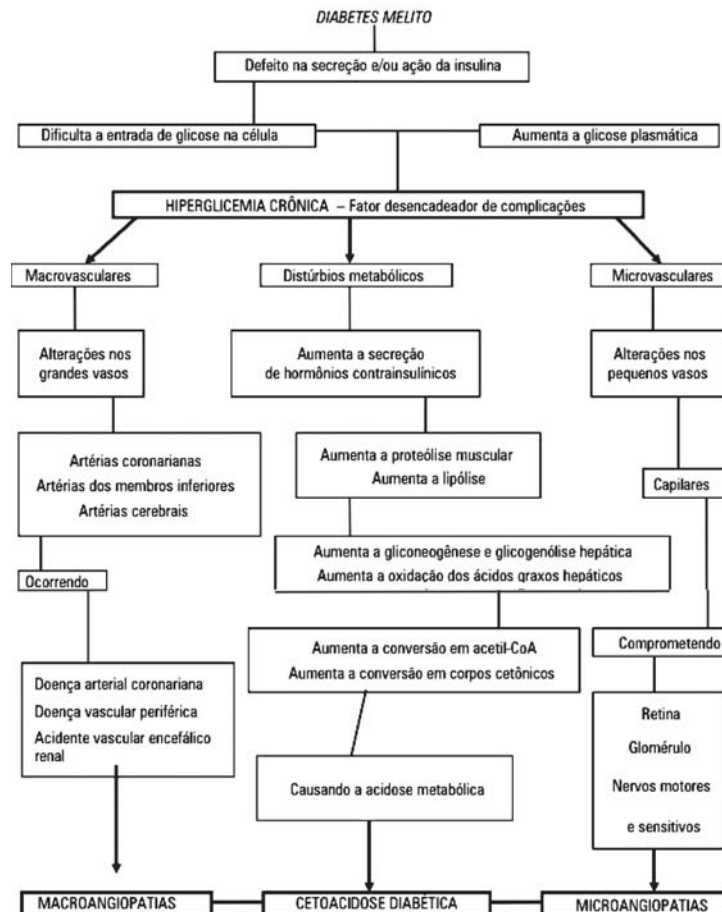 DIABETES MELITO
Defeito na secreção e/ou ação da insulina
Dificulta a entrada de glicose na célula
Aumenta a glicose plasmática
HIPERGLICEMIA CRÔNICA – Fator desencadeador de complicações
Macrovasculares
Distúrbios metabólicos
Microvasculares
Alterações nos
grandes vasos
Aumenta a secreção
de hormônios contrainsulínicos
Alterações nos
pequenos vasos
Artérias coronarianas
Artérias dos membros inferiores
Artérias cerebrais
Aumenta a proteólise muscular
Aumenta a lipólise
Capilares
Aumenta a gliconeogênese e glicogenólise hepática
Aumenta a oxidação dos ácidos graxos hepáticos
Ocorrendo
Aumenta a conversão em acetil-CoA
Aumenta a conversão em corpos cetônicos
Comprometendo
Doença arterial coronariana
Doença vascular periférica
Acidente vascular encefálico
renal
Causando a acidose metabólica
Retina
Glomérulo
Nervos motores
e sensitivos
MACROANGIOPATIAS
CETOACIDOSE DIABÉTICA
MICROANGIOPATIAS